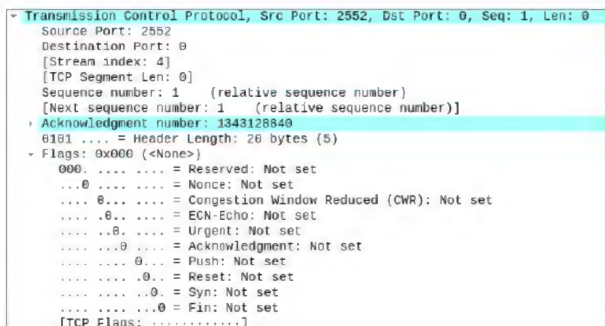 Transmission Control Protocol, Src Port: 2552, Dst Port: 0, Seq: 1, Len: 0
Source Port: 2552
Destination Port: 0
[Stream index: 4]
[TCP Segment Len: 0]
Sequence number: 1    (relative sequence number)
[Next sequence number: 1    (relative sequence number)]
Acknowledgment number: 1343128840
0101 .... = Header Length: 20 bytes (5)
Flags: 0x000 (<None>)
000. .... .... = Reserved: Not set
...0 .... .... = Nonce: Not set
.... 0... .... = Congestion Window Reduced (CWR): Not set
.... .0.. .... = ECN-Echo: Not set
.... ..0. .... = Urgent: Not set
.... ...0 .... = Acknowledgment: Not set
.... .... 0... = Push: Not set
.... .... .0.. = Reset: Not set
.... .... ..0. = Syn: Not set
.... .... ...0 = Fin: Not set
[TCP Flags: ············]